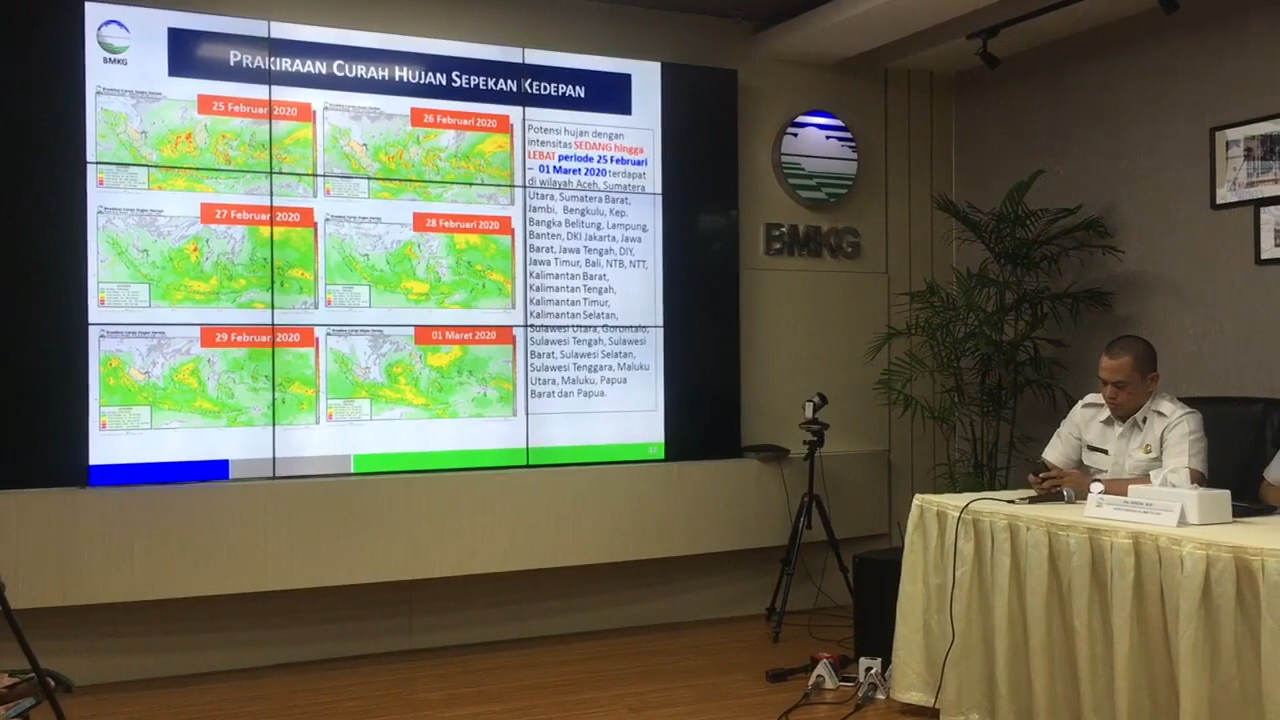 BMKG
PRAKIRAAN CURAH HUJAN SEPEKAN KEDEPAN
25 Februari 2020
26 Februari 2020
27 Februari 2020
28 Februari 2020
29 Februari 2020
01 Maret 2020
Potensi hujan dengan
intensitas SEDANG hingga
LEBAT periode 25 Februari
– 01 Maret 2020 terdapat
di wilayah Aceh, Sumatera
Utara, Sumatera Barat,
Jambi, Bengkulu, Kep.
Bangka Belitung, Lampung,
Banten, DKI Jakarta, Jawa
Barat, Jawa Tengah, DIY,
Jawa Timur, Bali, NTB, NTT,
Kalimantan Barat,
Kalimantan Tengah,
Kalimantan Timur,
Kalimantan Selatan,
Sulawesi Utara, Gorontalo,
Sulawesi Tengah, Sulawesi
Barat, Sulawesi Selatan,
Sulawesi Tenggara, Maluku
Utara, Maluku, Papua
Barat dan Papua.
BMKG